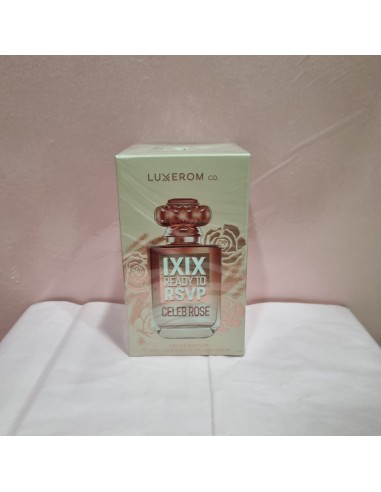 LUXEROM CO.
IXIX
READY TO
RSVP
CELEB ROSE